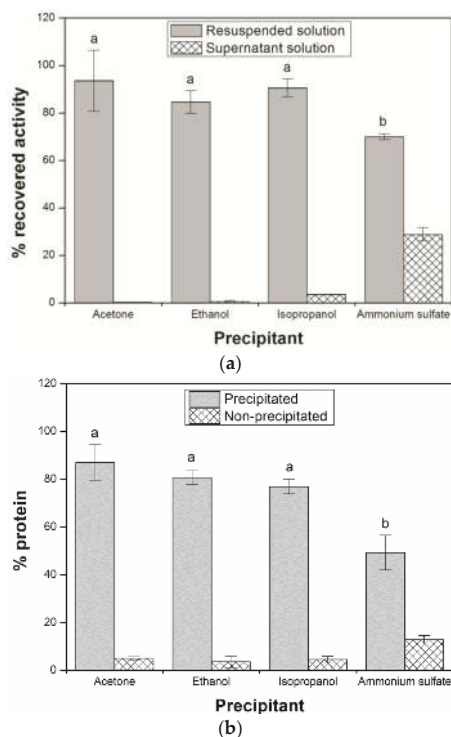 120
Resuspended solution
Supernatant solution
a
a
a
100
80
b
60
40
20
0
% recovered activity
Acetone
Ethanol
Isopropanol
Ammonium sulfate
Precipitant
(a)
120
Precipitated
Non-precipitated
100
a
a
a
80
b
60
40
20
0
% protein
Acetone
Ethanol
Isopropanol
Ammonium sulfate
Precipitant
(b)